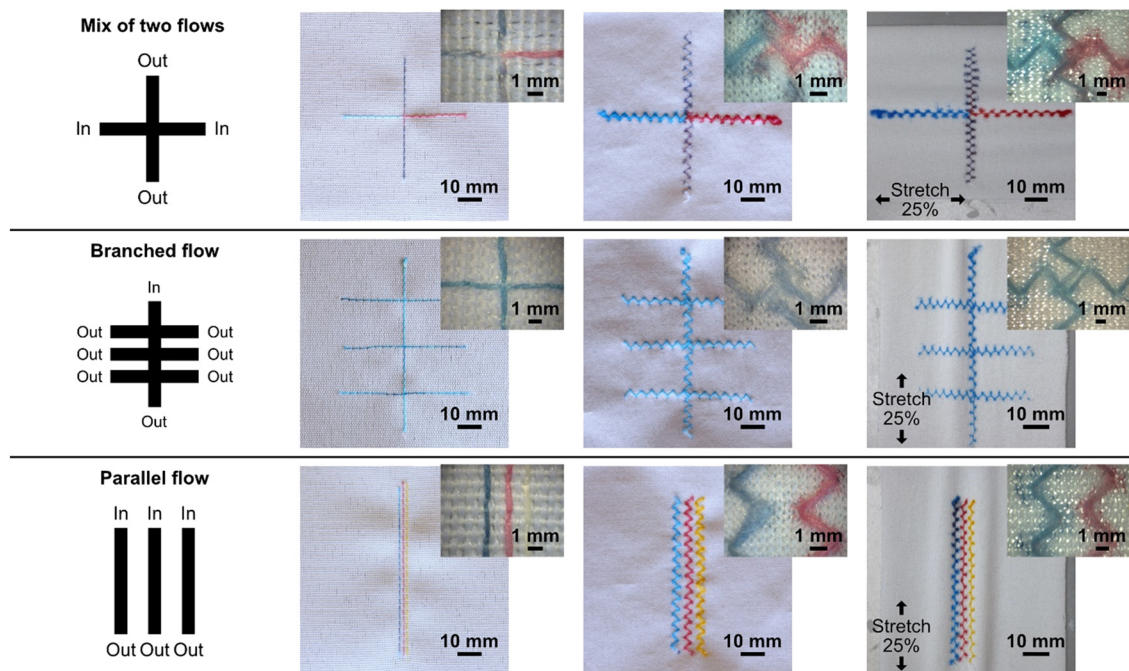 Mix of two flows
Out
In In
Out
1 mm
10 mm
1 mm
10 mm
1 mm
Stretch
25%
10 mm
Branched flow
In
Out Out
Out Out
Out Out
Out
1 mm
10 mm
1 mm
10 mm
1 mm
Stretch
25%
10 mm
Parallel flow
In In In
Out Out Out
1 mm
10 mm
1 mm
10 mm
1 mm
Stretch
25%
10 mm